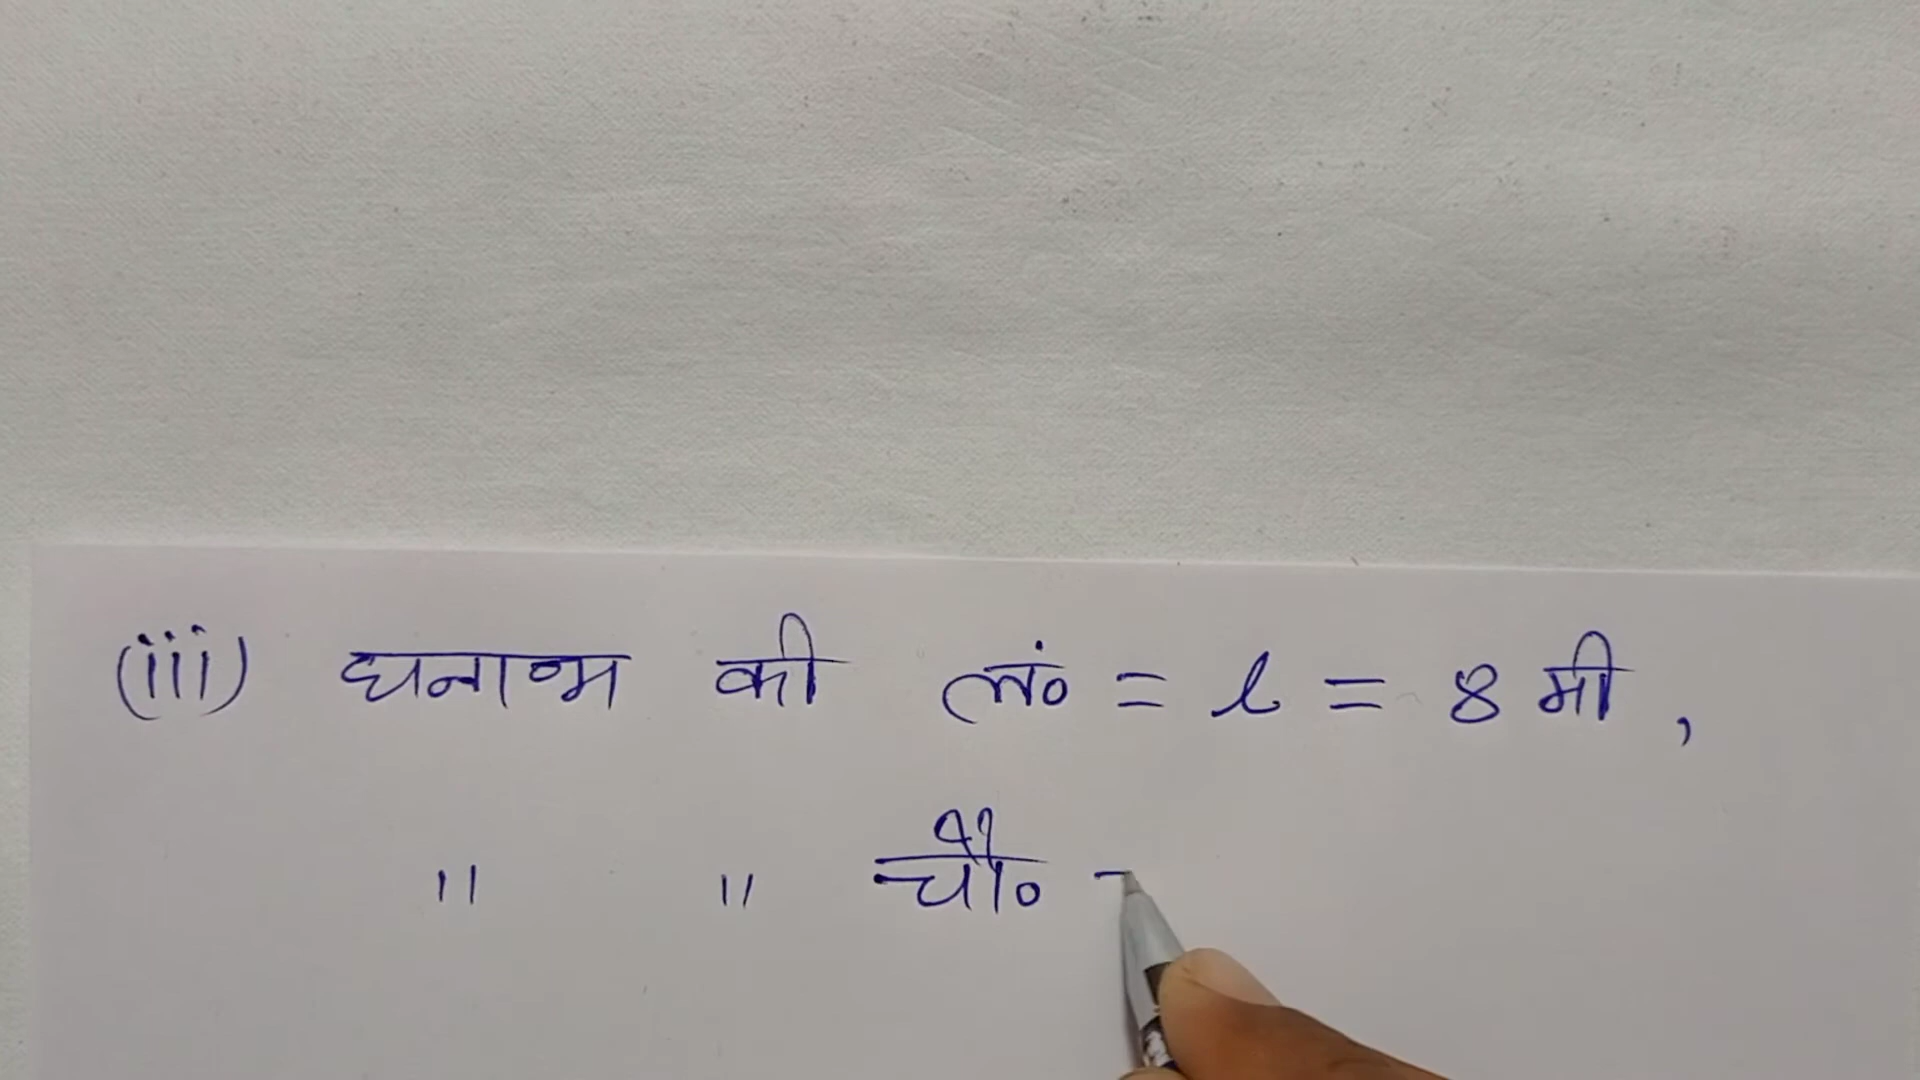 (iii) घनाभ की लं० = l = 8 मी ,
" " चौ० -